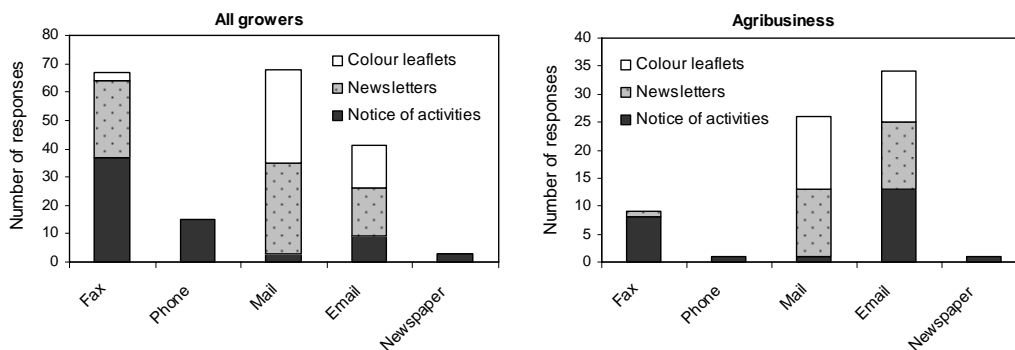 All growers
Number of responses
80
70
60
50
40
30
20
10
0
Colour leaflets
Newsletters
Notice of activities
Fax
Phone
Mail
Email
Newspaper
Agribusiness
Number of responses
40
35
30
25
20
15
10
5
0
Colour leaflets
Newsletters
Notice of activities
Fax
Phone
Mail
Email
Newspaper